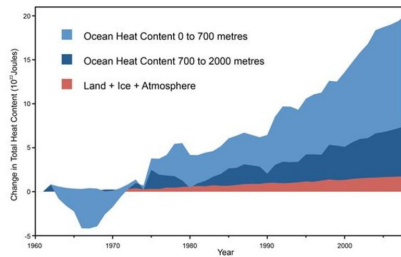 20
15
10
5
0
-5
Change in Total Heat Content (10²² Joules)
Ocean Heat Content 0 to 700 metres
Ocean Heat Content 700 to 2000 metres
Land + Ice + Atmosphere
1960 1970 1980 1990 2000
Year